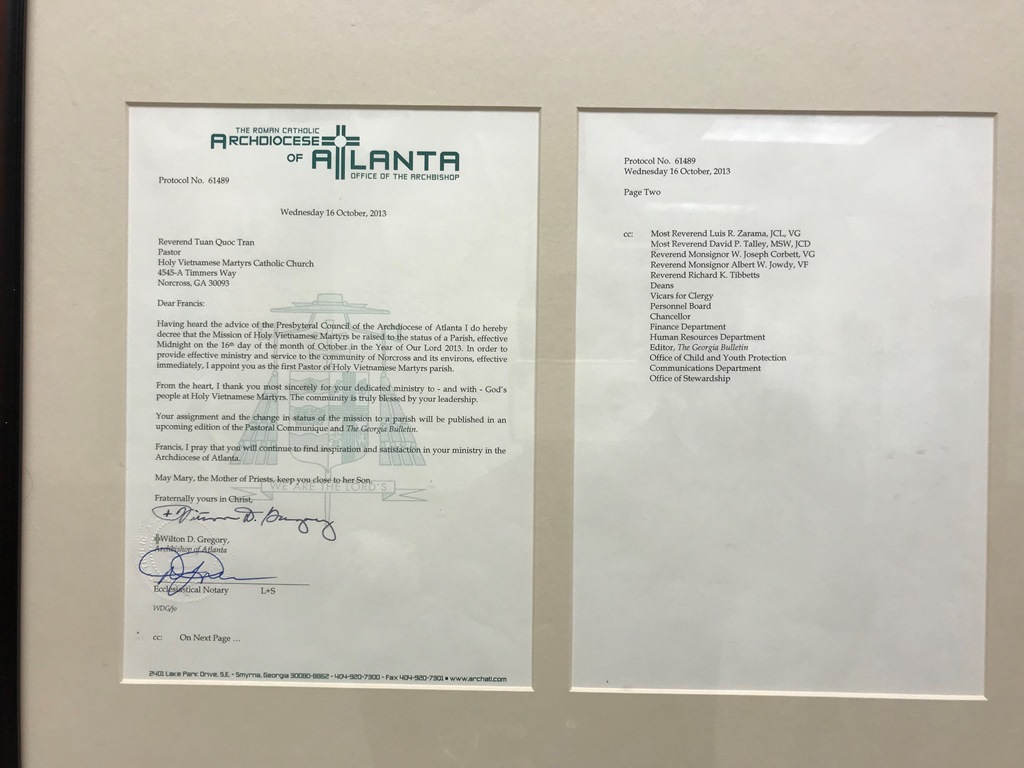 THE ROMAN CATHOLIC
ARCHDIOCESE
OF ATLANTA
OFFICE OF THE ARCHBISHOP
Protocol No. 61489
Wednesday 16 October, 2013
Reverend Tuan Quoc Tran
Pastor
Holy Vietnamese Martyrs Catholic Church
4545-A Timmers Way
Norcross, GA 30093
Dear Francis:
Having heard the advice of the Presbyteral Council of the Archdiocese of Atlanta I do hereby
decree that the Mission of Holy Vietnamese Martyrs be raised to the status of a Parish, effective
Midnight on the 16th day of the month of October in the Year of Our Lord 2013. In order to
provide effective ministry and service to the community of Norcross and its environs, effective
immediately, I appoint you as the first Pastor of Holy Vietnamese Martyrs parish.
From the heart, I thank you most sincerely for your dedicated ministry to - and with - God's
people at Holy Vietnamese Martyrs. The community is truly blessed by your leadership.
Your assignment and the change in status of the mission to a parish will be published in an
upcoming edition of the Pastoral Communique and The Georgia Bulletin.
Francis, I pray that you will continue to find inspiration and satisfaction in your ministry in the
Archdiocese of Atlanta.
May Mary, the Mother of Priests, keep you close to her Son.
WE ARE THE LORD'S
Fraternally yours in Christ,
Wilton D. Gregory,
Archbishop of Atlanta
Ecclesiastical Notary L+S
WDG/jo
cc: On Next Page ...
2401 Lake Park Drive, S.E. - Smyrna, Georgia 30080-8862 - 404-920-7300 - Fax 404-920-7301 ■ www.archatl.com
Protocol No. 61489
Wednesday 16 October, 2013
Page Two
cc: Most Reverend Luis R. Zarama, JCL, VG
Most Reverend David P. Talley, MSW, JCD
Reverend Monsignor W. Joseph Corbett, VG
Reverend Monsignor Albert W. Jowdy, VF
Reverend Richard K. Tibbetts
Deans
Vicars for Clergy
Personnel Board
Chancellor
Finance Department
Human Resources Department
Editor, The Georgia Bulletin
Office of Child and Youth Protection
Communications Department
Office of Stewardship